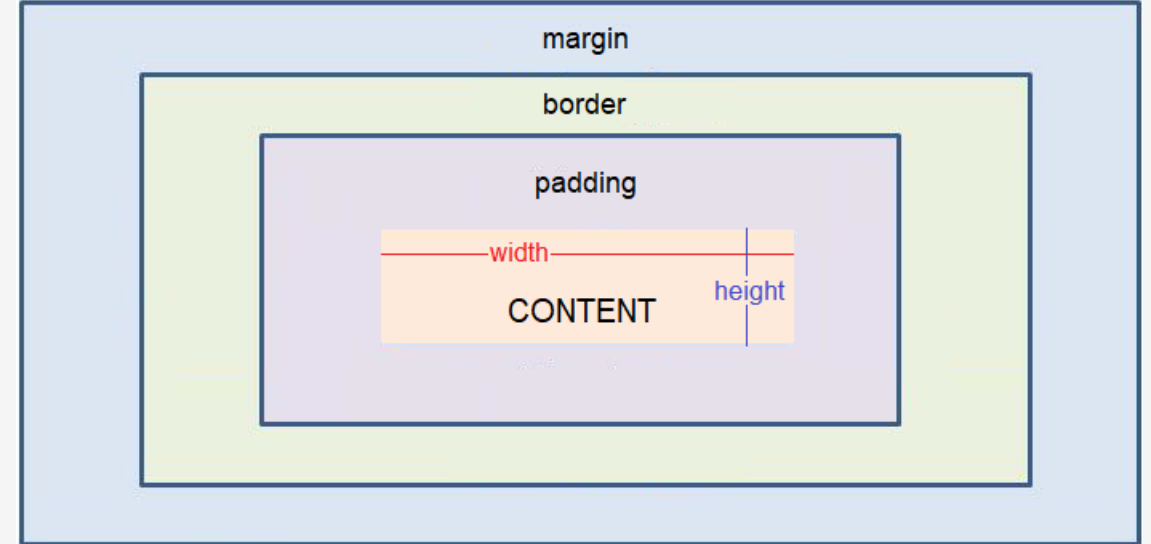 margin
border
padding
width
height
CONTENT